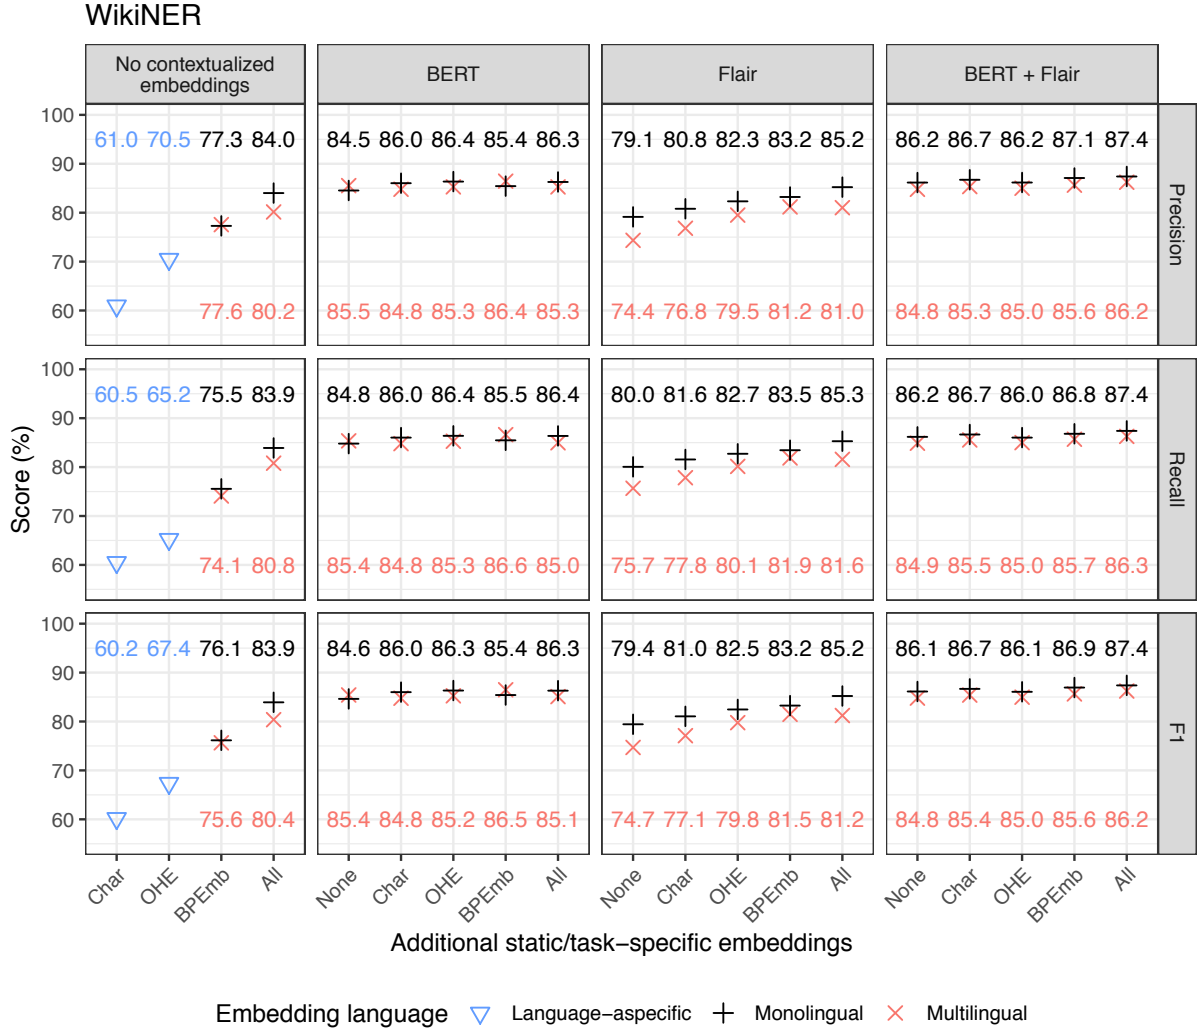 WikiNER
No contextualized
embeddings
BERT
Flair
BERT + Flair
100
90
80
70
60
61.0 70.5 77.3 84.0
84.5 86.0 86.4 85.4 86.3
79.1 80.8 82.3 83.2 85.2
86.2 86.7 86.2 87.1 87.4
77.6 80.2
85.5 84.8 85.3 86.4 85.3
74.4 76.8 79.5 81.2 81.0
84.8 85.3 85.0 85.6 86.2
Precision
100
90
80
70
60
60.5 65.2 75.5 83.9
84.8 86.0 86.4 85.5 86.4
80.0 81.6 82.7 83.5 85.3
86.2 86.7 86.0 86.8 87.4
74.1 80.8
85.4 84.8 85.3 86.6 85.0
75.7 77.8 80.1 81.9 81.6
84.9 85.5 85.0 85.7 86.3
Recall
Score (%)
100
90
80
70
60
60.2 67.4 76.1 83.9
84.6 86.0 86.3 85.4 86.3
79.4 81.0 82.5 83.2 85.2
86.1 86.7 86.1 86.9 87.4
75.6 80.4
85.4 84.8 85.2 86.5 85.1
74.7 77.1 79.8 81.5 81.2
84.8 85.4 85.0 85.6 86.2
F1
Char OHE BPEmb All
None Char OHE BPEmb All
None Char OHE BPEmb All
None Char OHE BPEmb All
Additional static/task−specific embeddings
Embedding language Language−aspecific Monolingual Multilingual